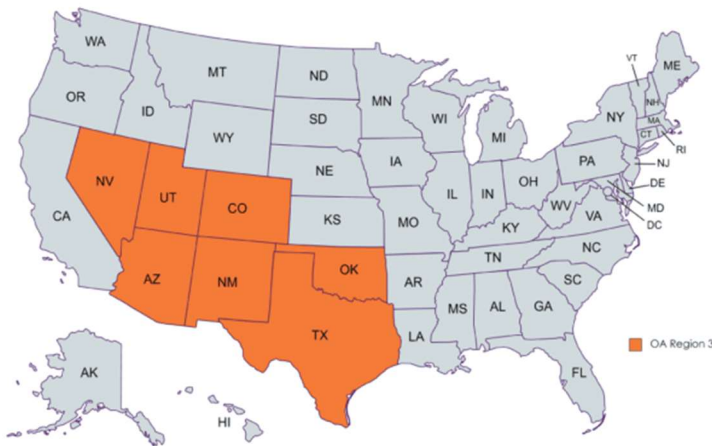 WA
MT
ND
MN
VT
ME
OR
ID
SD
WI
MI
NY
NH
MA
CT
RI
WY
IA
PA
NJ
NV
UT
CO
NE
IL
IN
OH
DE
MD
DC
CA
KS
MO
KY
WV
VA
AZ
NM
OK
AR
TN
NC
SC
TX
LA
MS
AL
GA
OA Region 3
AK
HI
FL